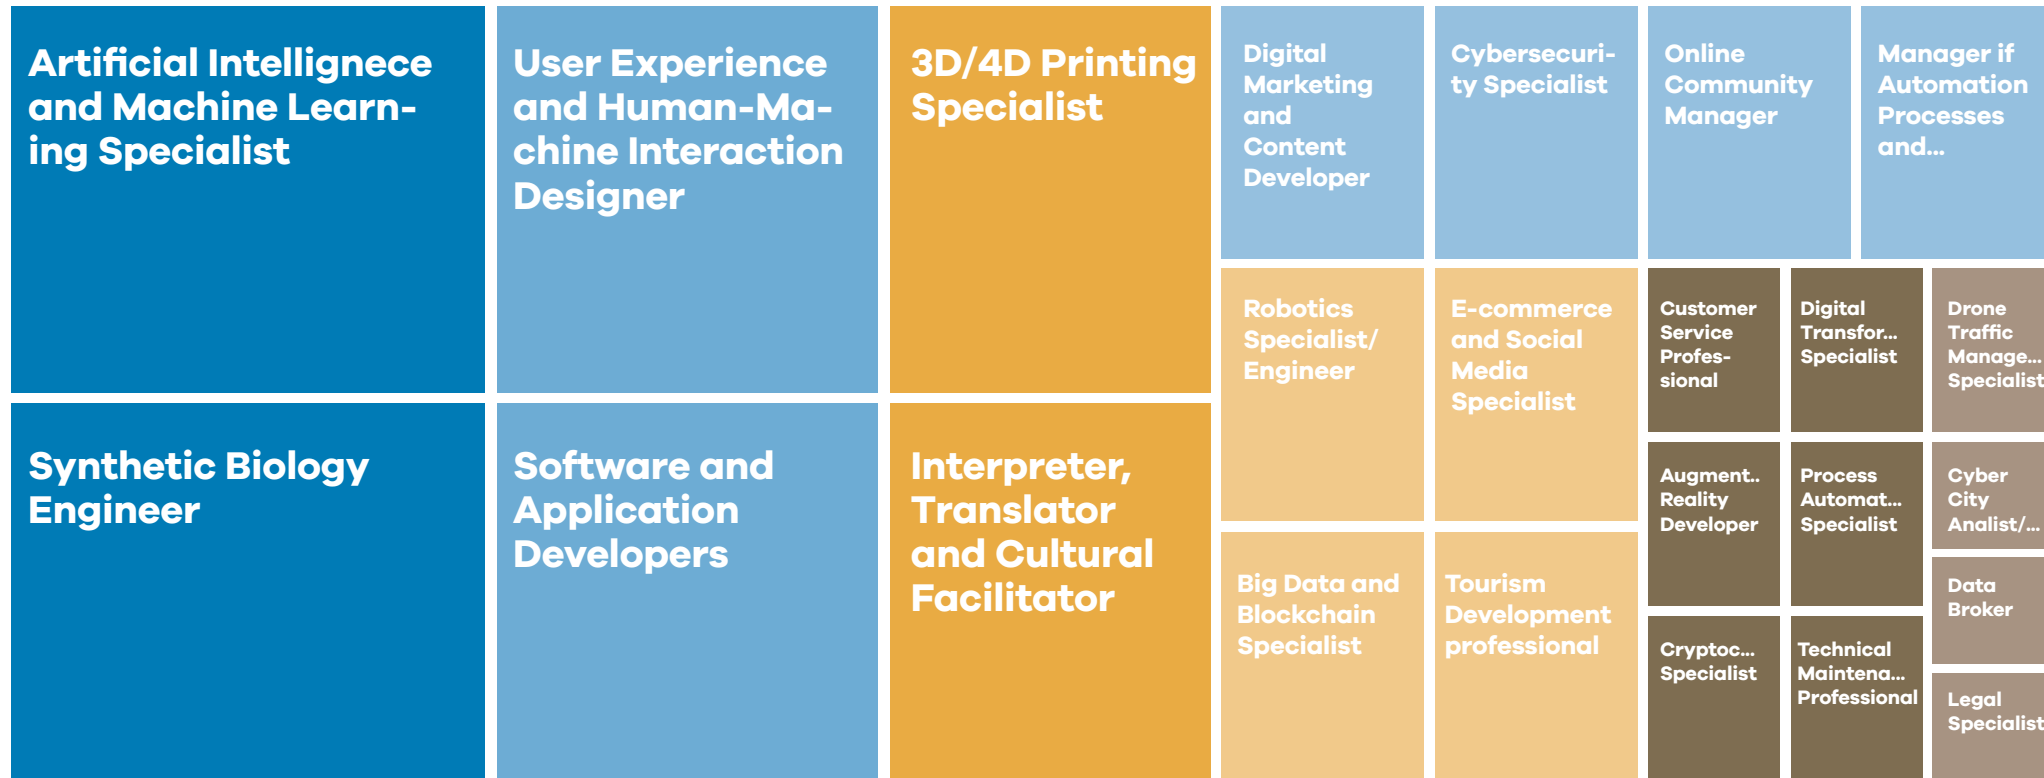 Artificial Intellignece
and Machine Learn-
ing Specialist
User Experience
and Human-Ma-
chine Interaction
Designer
3D/4D Printing
Specialist
Digital
Marketing
and
Content
Developer
Cybersecuri-
ty Specialist
Online
Community
Manager
Manager if
Automation
Processes
and...
Robotics
Specialist/
Engineer
E-commerce
and Social
Media
Specialist
Customer
Service
Profes-
sional
Digital
Transfor...
Specialist
Drone
Traffic
Manage...
Specialist
Synthetic Biology
Engineer
Software and
Application
Developers
Interpreter,
Translator
and Cultural
Facilitator
Augment..
Reality
Developer
Process
Automat...
Specialist
Cyber
City
Analist/...
Big Data and
Blockchain
Specialist
Tourism
Development
professional
Data
Broker
Cryptoc...
Specialist
Technical
Maintena...
Professional
Legal
Specialist